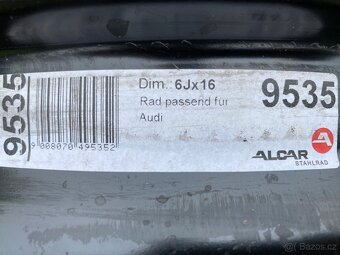 9535
9 008070 495352
Dim.: 6Jx16
Rad passend fur
Audi
9535
ALCAR
STAHLRAD
Bazos.cz